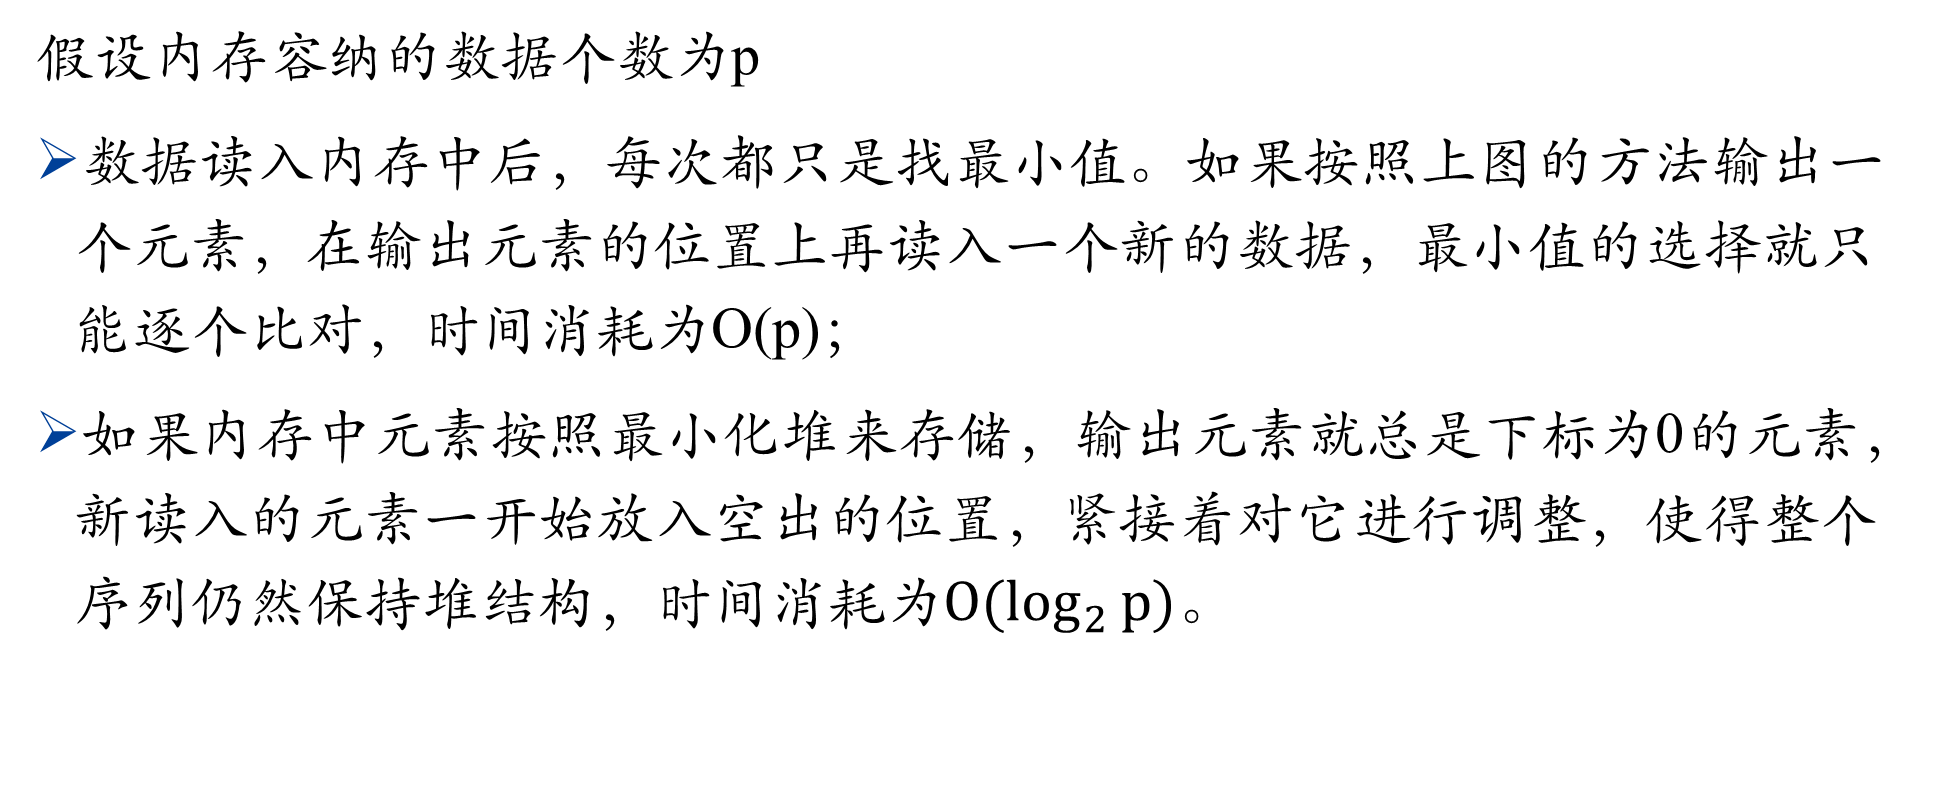 假设内存容纳的数据个数为p
➢数据读入内存中后，每次都只是找最小值。如果按照上图的方法输出一
个元素，在输出元素的位置上再读入一个新的数据，最小值的选择就只
能逐个比对，时间消耗为O(p)；
➢如果内存中元素按照最小化堆来存储，输出元素就总是下标为0的元素，
新读入的元素一开始放入空出的位置，紧接着对它进行调整，使得整个
序列仍然保持堆结构，时间消耗为O(log₂ p)。